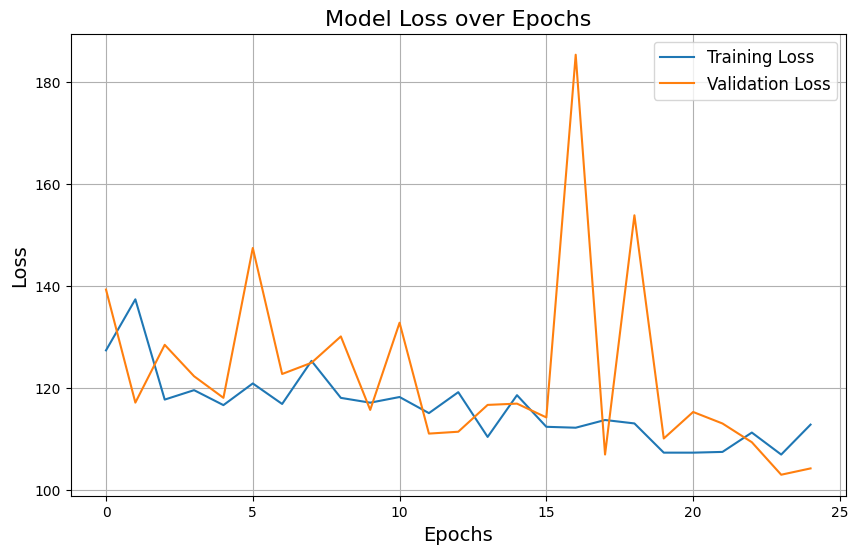 Model Loss over Epochs
Training Loss
Validation Loss
Loss
180
160
140
120
100
0 5 10 15 20 25
Epochs